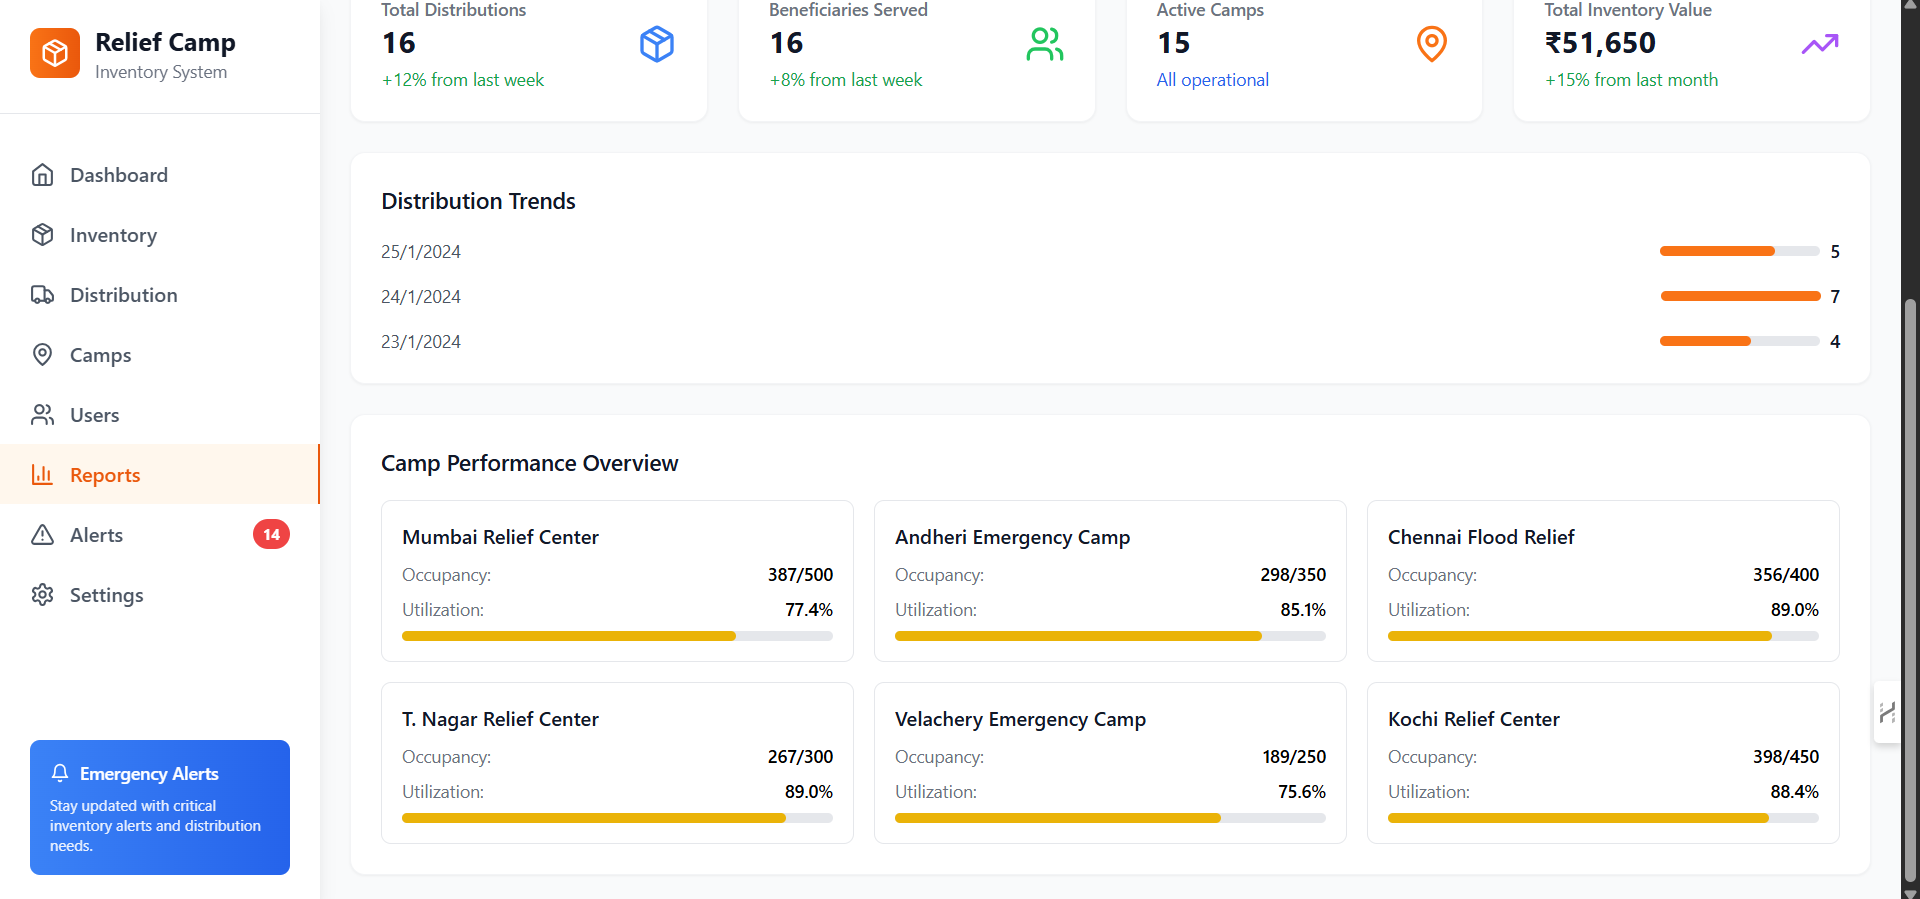 Relief Camp
Inventory System
Dashboard
Inventory
Distribution
Camps
Users
Reports
Alerts
14
Settings
Emergency Alerts
Stay updated with critical
inventory alerts and distribution
needs.
Total Distributions
16
+12% from last week
Beneficiaries Served
16
+8% from last week
Active Camps
15
All operational
Total Inventory Value
₹51,650
+15% from last month
Distribution Trends
25/1/2024 5
24/1/2024 7
23/1/2024 4
Camp Performance Overview
Mumbai Relief Center
Occupancy: 387/500
Utilization: 77.4%
Andheri Emergency Camp
Occupancy: 298/350
Utilization: 85.1%
Chennai Flood Relief
Occupancy: 356/400
Utilization: 89.0%
T. Nagar Relief Center
Occupancy: 267/300
Utilization: 89.0%
Velachery Emergency Camp
Occupancy: 189/250
Utilization: 75.6%
Kochi Relief Center
Occupancy: 398/450
Utilization: 88.4%